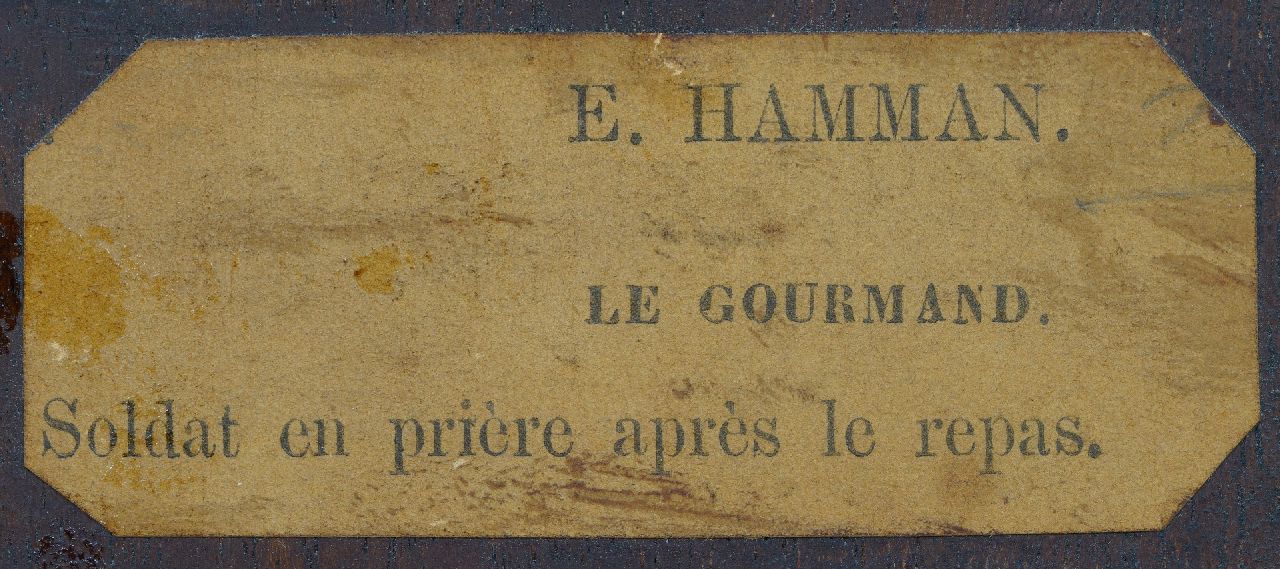 E. HAMMAN.
LE GOURMAND.
Soldat en prière après le repas.